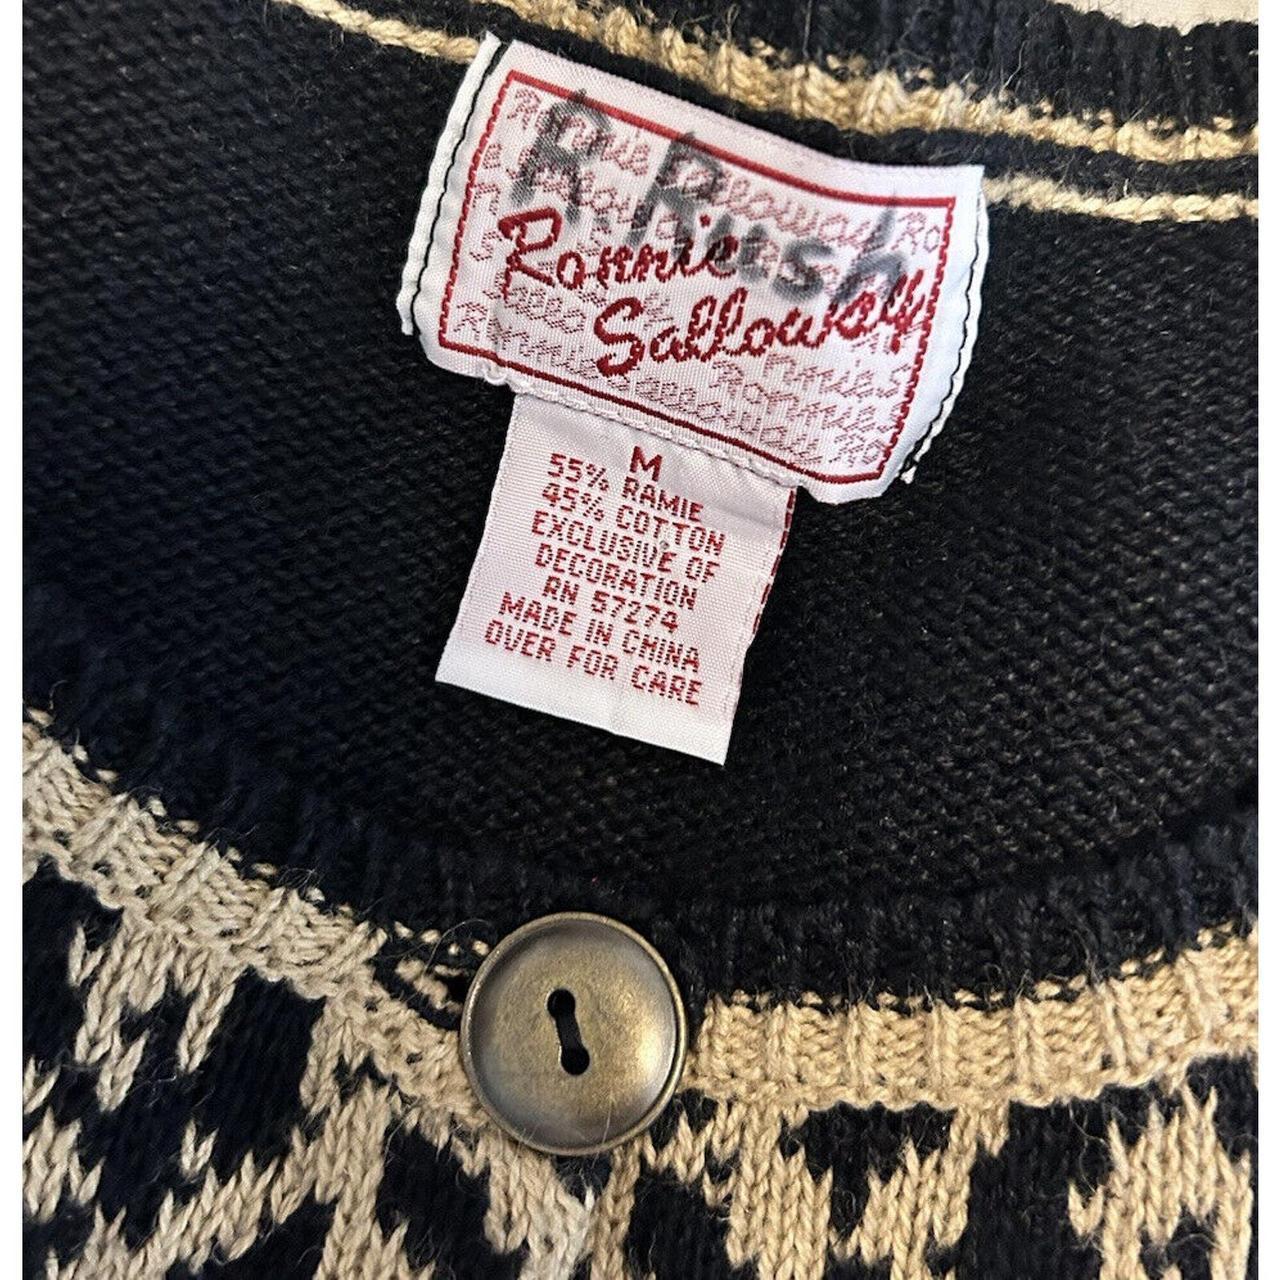 A. Rush
Ronnie
Salloway
M
55% RAMIE
45% COTTON
EXCLUSIVE OF
DECORATION
RN 57274
MADE IN CHINA
OVER FOR CARE